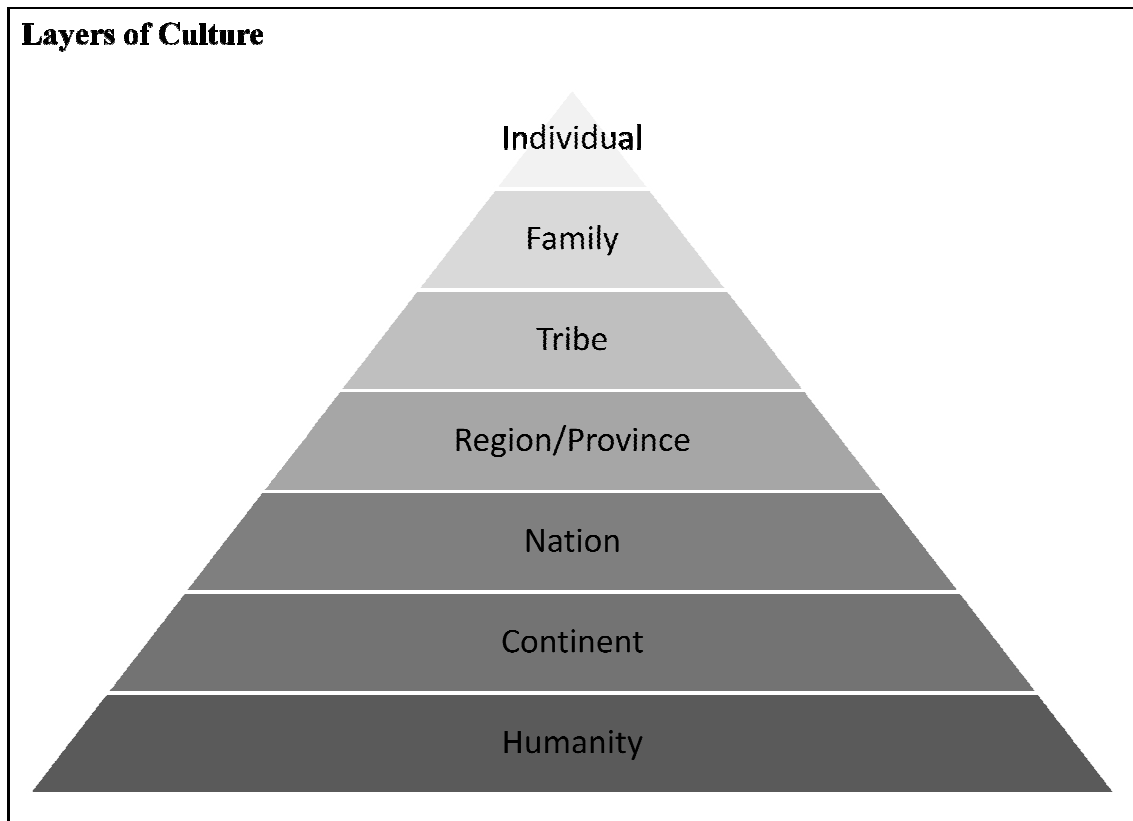 Layers of Culture
Individual
Family
Tribe
Region/Province
Nation
Continent
Humanity